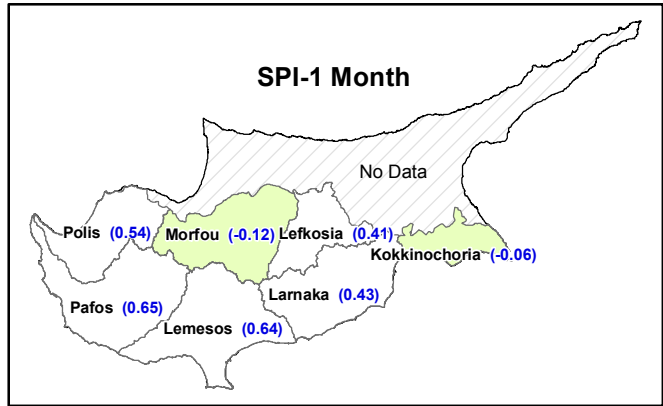 SPI-1 Month
No Data
Polis (0.54)
Morfou (-0.12)
Lefkosia (0.41)
Kokkinochoria (-0.06)
Pafos (0.65)
Larnaka (0.43)
Lemesos (0.64)